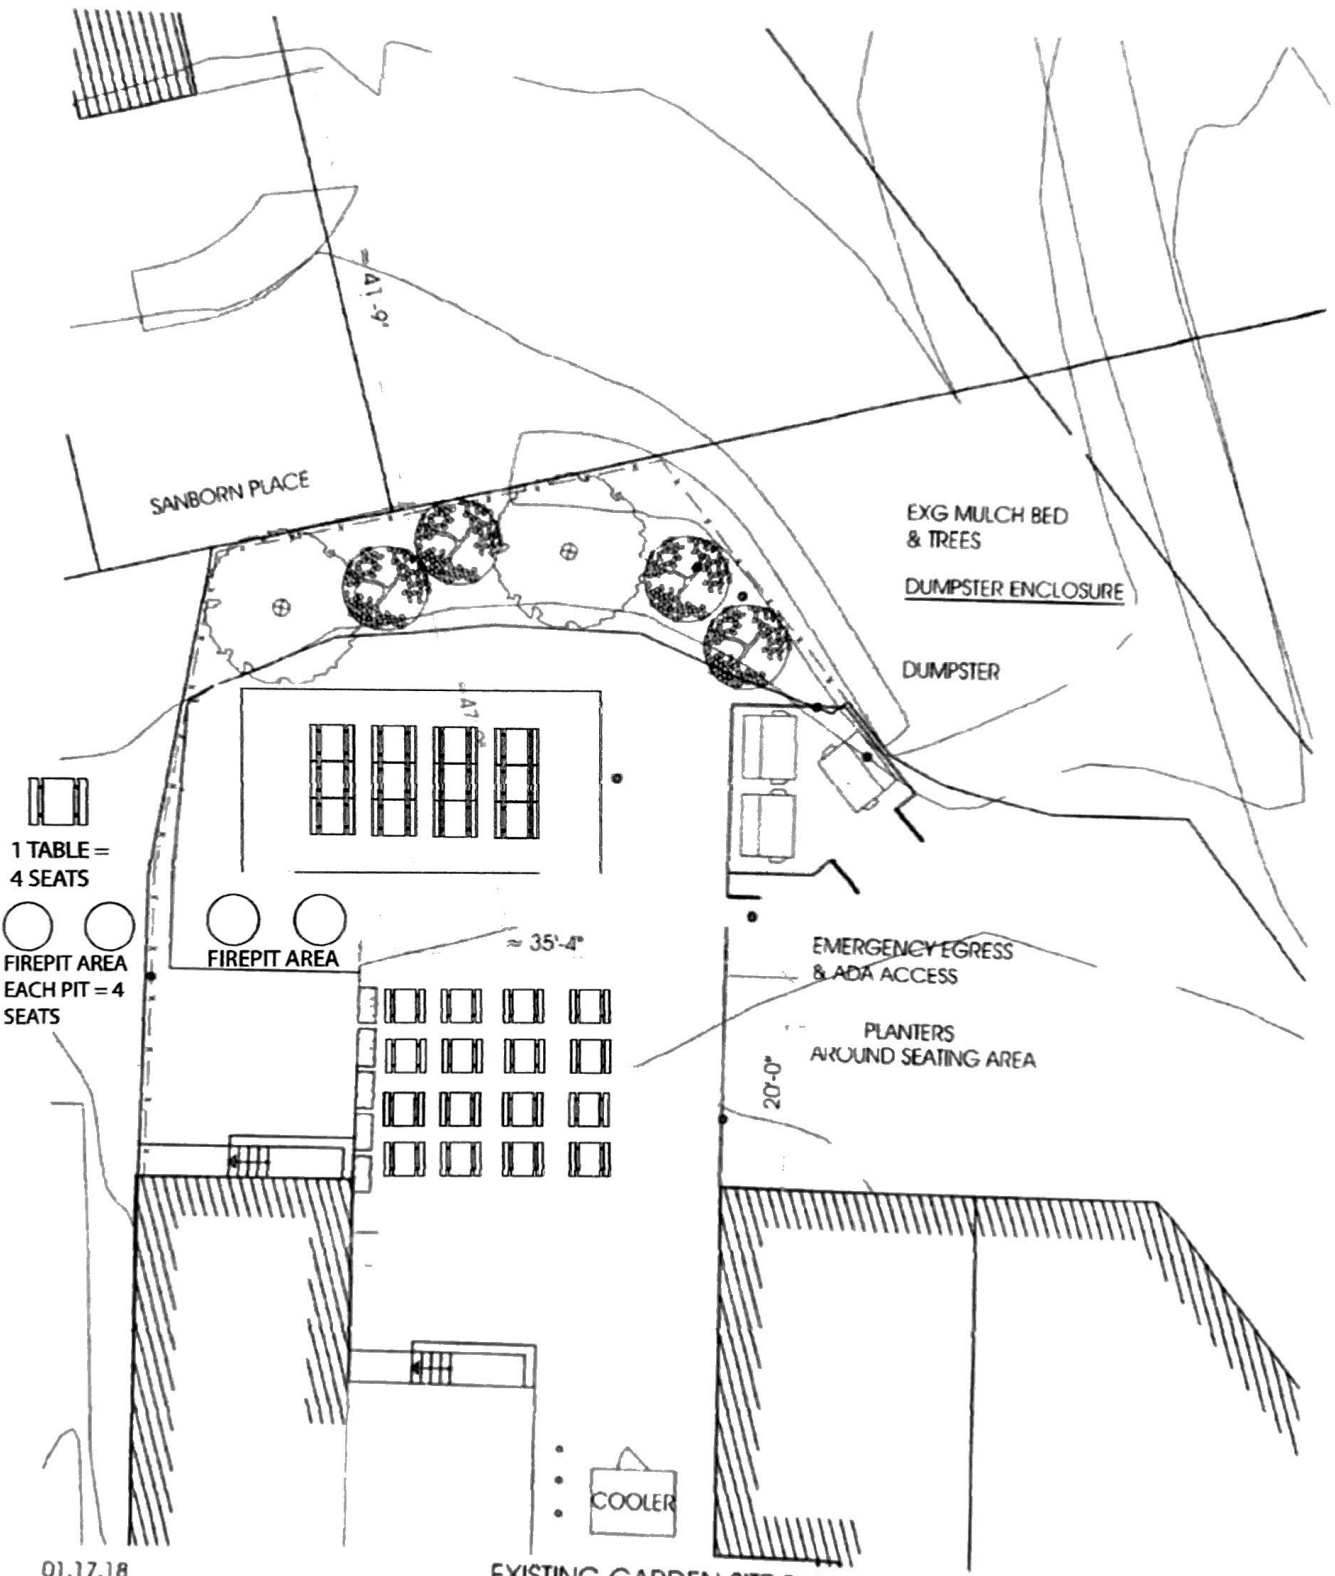 ≈41'-9"
SANBORN PLACE
EXG MULCH BED
& TREES
DUMPSTER ENCLOSURE
DUMPSTER
1 TABLE =
4 SEATS
FIREPIT AREA
EACH PIT = 4
SEATS
FIREPIT AREA
≈ 35'-4"
EMERGENCY EGRESS
& ADA ACCESS
PLANTERS
AROUND SEATING AREA
20'-0"
COOLER
01.17.18
EXISTING GARDEN SITE